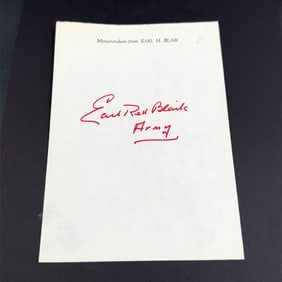 Memorandum from EARL H. BLAIK
Earl Red Blaik
Army